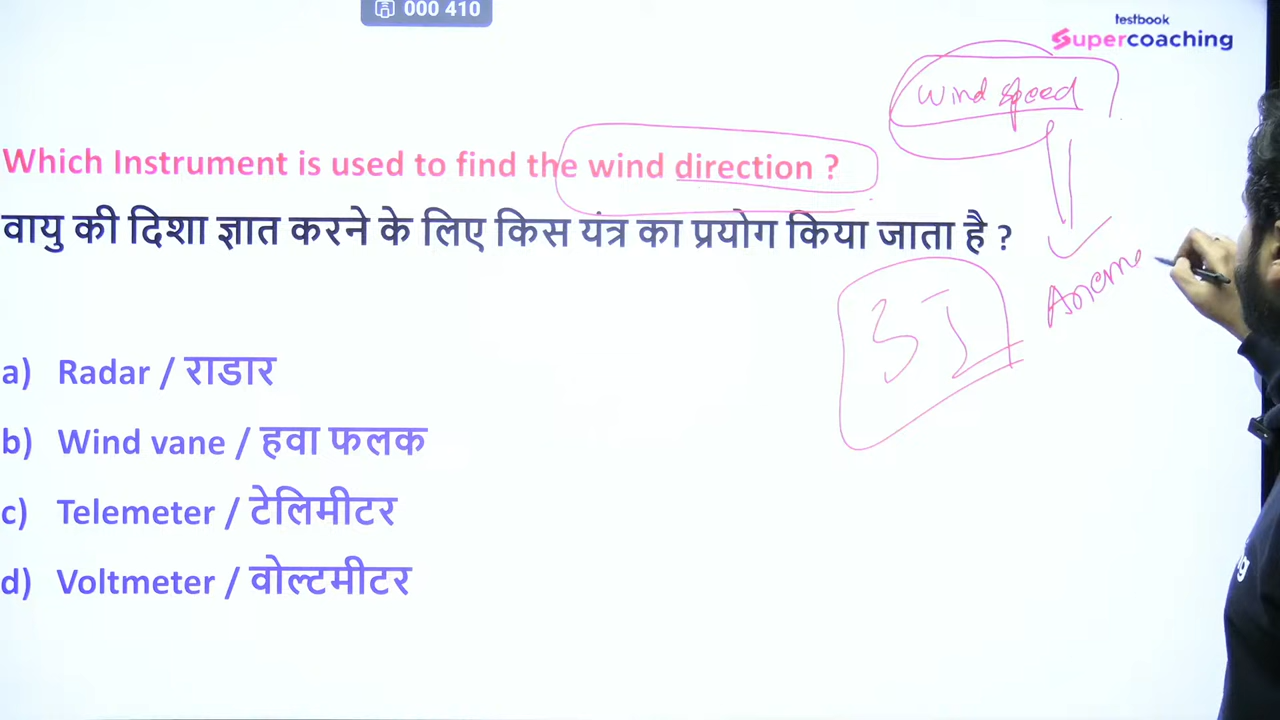 000 410
testbook
Supercoaching
wind speed
Which Instrument is used to find the wind direction ?
वायु की दिशा ज्ञात करने के लिए किस यंत्र का प्रयोग किया जाता है ?
Aneme
a) Radar / राडार
b) Wind vane / हवा फलक
c) Telemeter / टेलिमीटर
d) Voltmeter / वोल्टमीटर